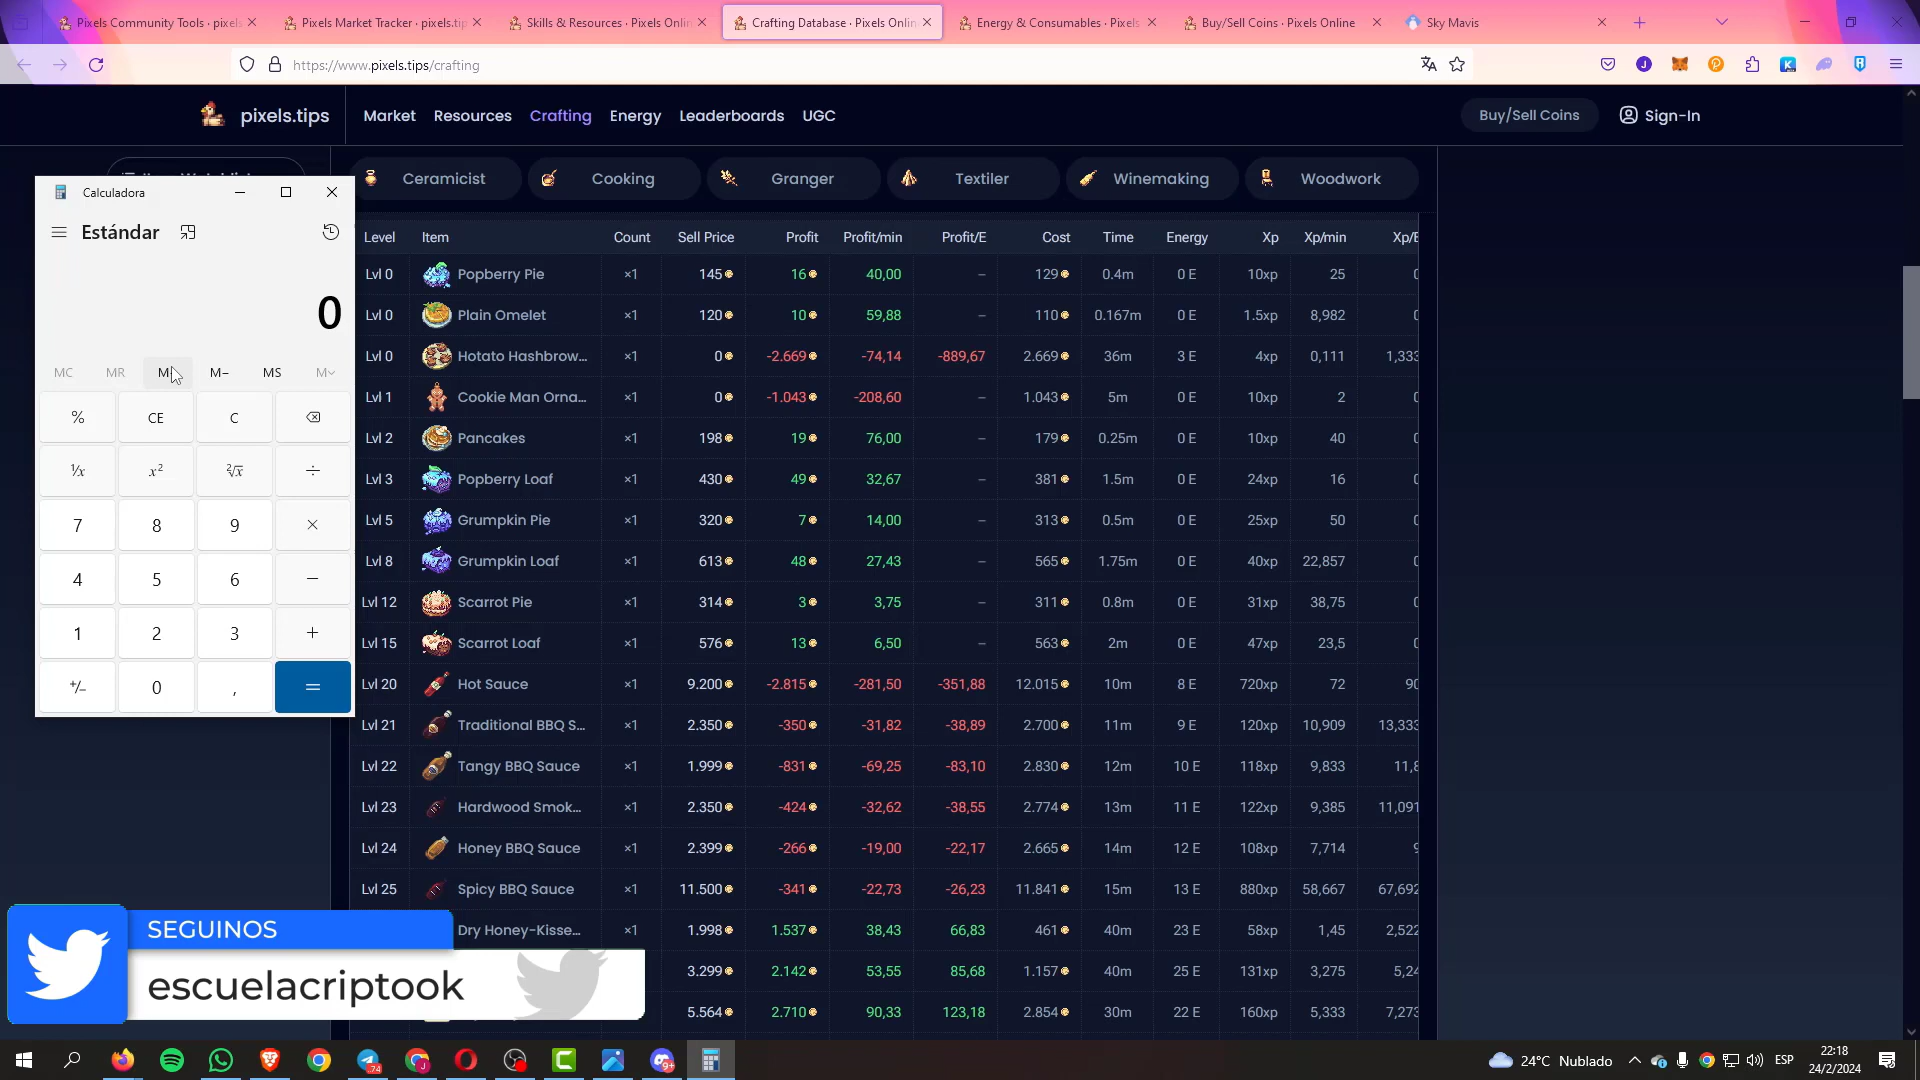 Pixels Community Tools · pixels
Pixels Market Tracker · pixels.tip
Skills & Resources · Pixels Onlin
Crafting Database · Pixels Onlin
Energy & Consumables · Pixels
Buy/Sell Coins · Pixels Online
Sky Mavis
https://www.pixels.tips/crafting
pixels.tips
Market
Resources
Crafting
Energy
Leaderboards
UGC
Buy/Sell Coins
Sign-In
Ceramicist
Cooking
Granger
Textiler
Winemaking
Woodwork
Calculadora
Estándar
0
MC MR M+ M− MS M˅
% CE C
¹/x x² ²√x ÷
7 8 9 ×
4 5 6 −
1 2 3 +
+/− 0 , =
Level Item Count Sell Price Profit Profit/min Profit/E Cost Time Energy Xp Xp/min Xp/E
Lvl 0 Popberry Pie ×1 145 16 40,00 – 129 0.4m 0 E 10xp 25 0
Lvl 0 Plain Omelet ×1 120 10 59,88 – 110 0.167m 0 E 1.5xp 8,982 0
Lvl 0 Hotato Hashbrow... ×1 0 -2.669 -74,14 -889,67 2.669 36m 3 E 4xp 0,111 1,333
Lvl 1 Cookie Man Orna... ×1 0 -1.043 -208,60 – 1.043 5m 0 E 10xp 2 0
Lvl 2 Pancakes ×1 198 19 76,00 – 179 0.25m 0 E 10xp 40 0
Lvl 3 Popberry Loaf ×1 430 49 32,67 – 381 1.5m 0 E 24xp 16 0
Lvl 5 Grumpkin Pie ×1 320 7 14,00 – 313 0.5m 0 E 25xp 50 0
Lvl 8 Grumpkin Loaf ×1 613 48 27,43 – 565 1.75m 0 E 40xp 22,857 0
Lvl 12 Scarrot Pie ×1 314 3 3,75 – 311 0.8m 0 E 31xp 38,75 0
Lvl 15 Scarrot Loaf ×1 576 13 6,50 – 563 2m 0 E 47xp 23,5 0
Lvl 20 Hot Sauce ×1 9.200 -2.815 -281,50 -351,88 12.015 10m 8 E 720xp 72 90
Lvl 21 Traditional BBQ S... ×1 2.350 -350 -31,82 -38,89 2.700 11m 9 E 120xp 10,909 13,333
Lvl 22 Tangy BBQ Sauce ×1 1.999 -831 -69,25 -83,10 2.830 12m 10 E 118xp 9,833 11,8
Lvl 23 Hardwood Smok... ×1 2.350 -424 -32,62 -38,55 2.774 13m 11 E 122xp 9,385 11,091
Lvl 24 Honey BBQ Sauce ×1 2.399 -266 -19,00 -22,17 2.665 14m 12 E 108xp 7,714 9
Lvl 25 Spicy BBQ Sauce ×1 11.500 -341 -22,73 -26,23 11.841 15m 13 E 880xp 58,667 67,692
Dry Honey-Kisse... ×1 1.998 1.537 38,43 66,83 461 40m 23 E 58xp 1,45 2,522
3.299 2.142 53,55 85,68 1.157 40m 25 E 131xp 3,275 5,24
5.564 2.710 90,33 123,18 2.854 30m 22 E 160xp 5,333 7,273
SEGUINOS
escuelacriptook
24°C Nublado
ESP
22:18
24/2/2024